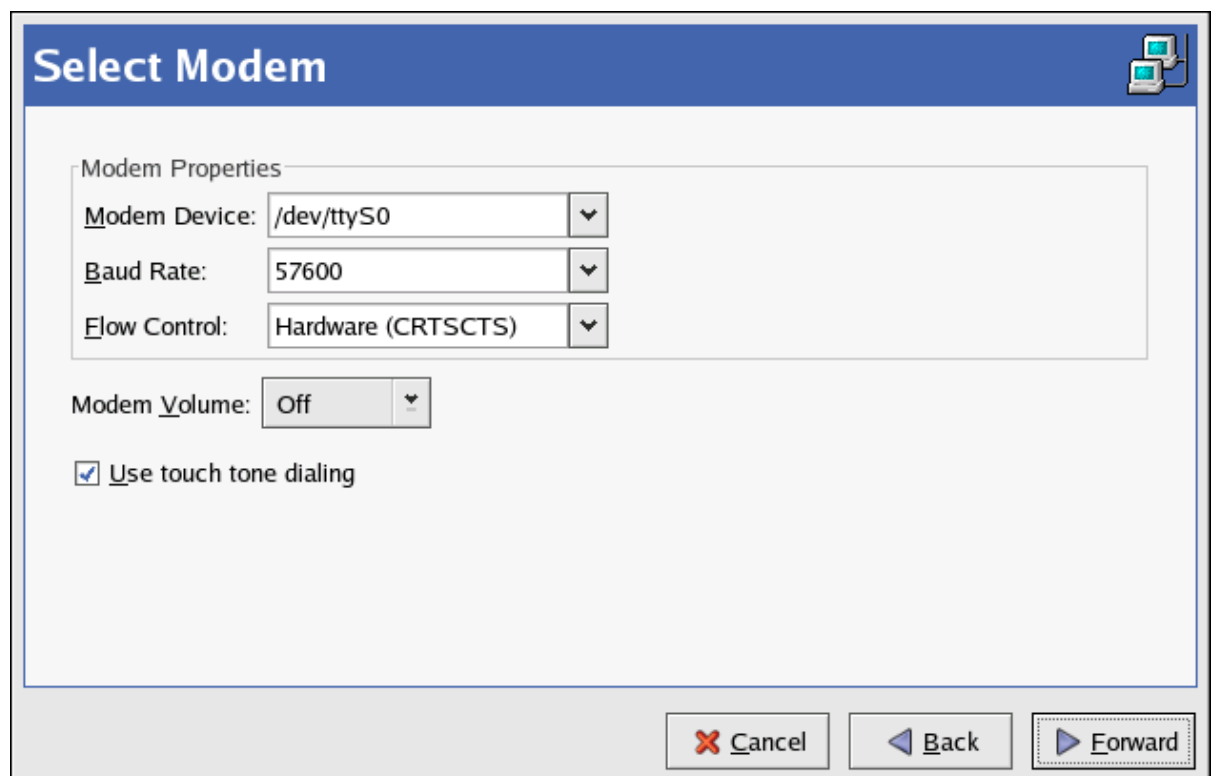 Select Modem
Modem Properties
Modem Device: /dev/ttyS0
Baud Rate: 57600
Flow Control: Hardware (CRTSCTS)
Modem Volume: Off
Use touch tone dialing
Cancel Back Forward